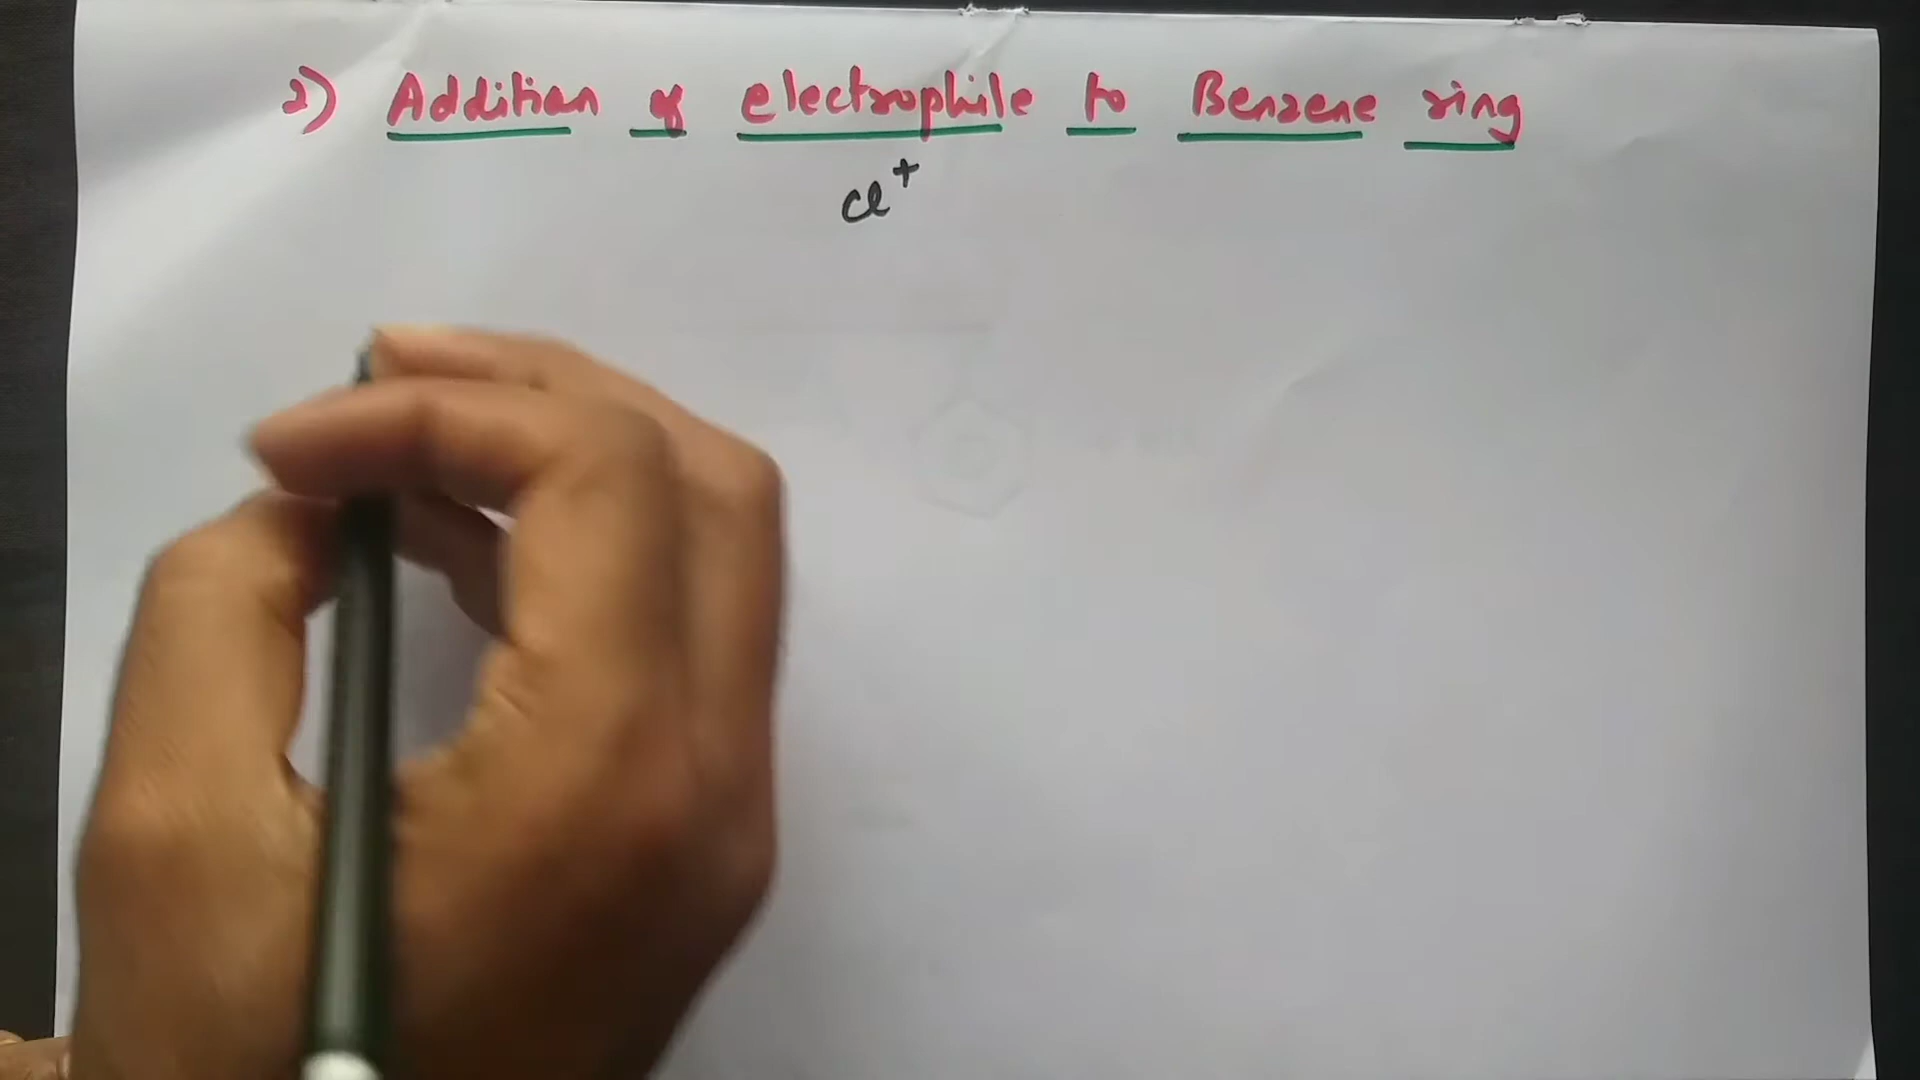 2) Addition of electrophile to Benzene ring
Cl⁺